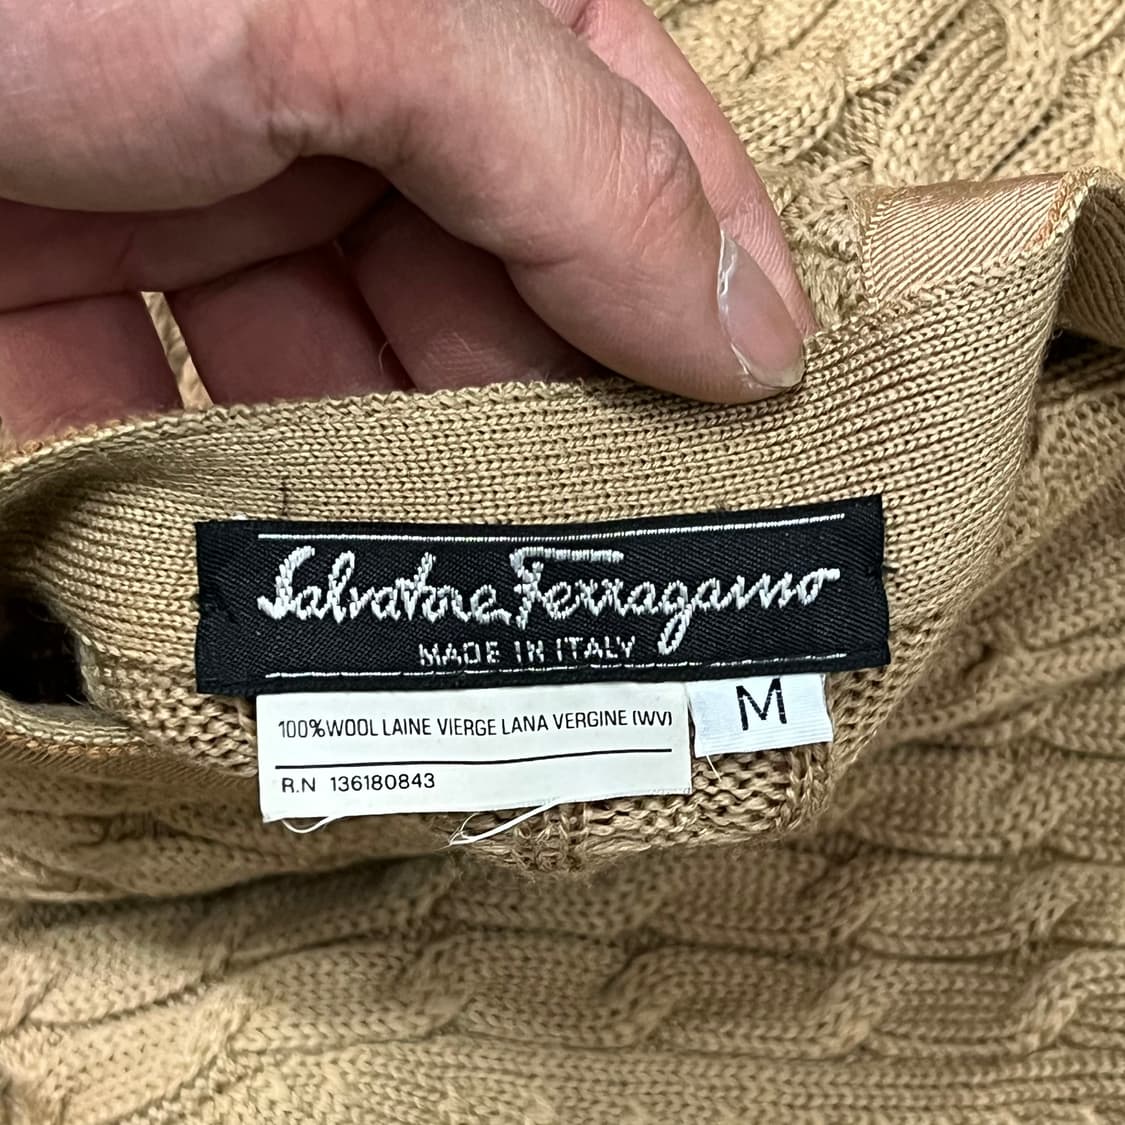 Salvatore Ferragamo
MADE IN ITALY
100%WOOL LAINE VIERGE LANA VERGINE (WV)
M
R.N 136180843